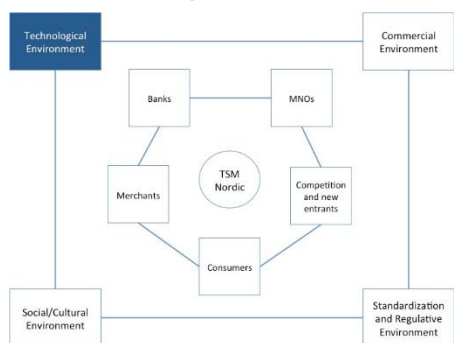 Technological
Environment
Commercial
Environment
Banks
MNOs
TSM
Nordic
Merchants
Competition
and new
entrants
Consumers
Social/Cultural
Environment
Standardization
and Regulative
Environment